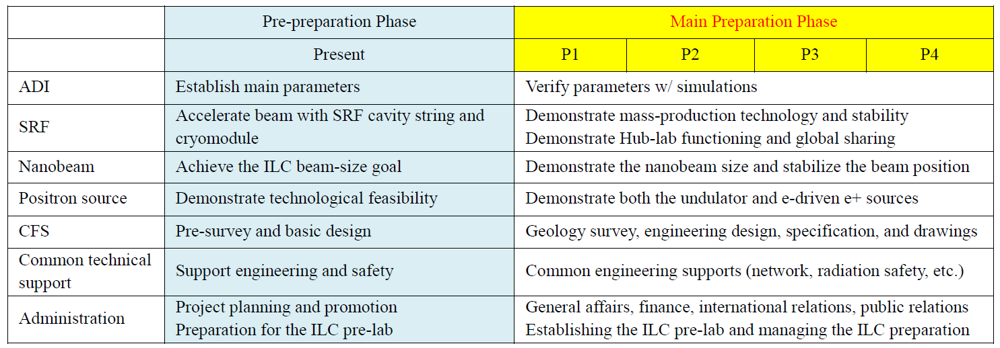 Pre-preparation Phase Main Preparation Phase
Present P1 P2 P3 P4
ADI Establish main parameters Verify parameters w/ simulations
SRF
Accelerate beam with SRF cavity string and
cryomodule
Demonstrate mass-production technology and stability
Demonstrate Hub-lab functioning and global sharing
Nanobeam Achieve the ILC beam-size goal Demonstrate the nanobeam size and stabilize the beam position
Positron source Demonstrate technological feasibility Demonstrate both the undulator and e-driven e+ sources
CFS Pre-survey and basic design Geology survey, engineering design, specification, and drawings
Common technical
support
Support engineering and safety Common engineering supports (network, radiation safety, etc.)
Administration
Project planning and promotion
Preparation for the ILC pre-lab
General affairs, finance, international relations, public relations
Establishing the ILC pre-lab and managing the ILC preparation